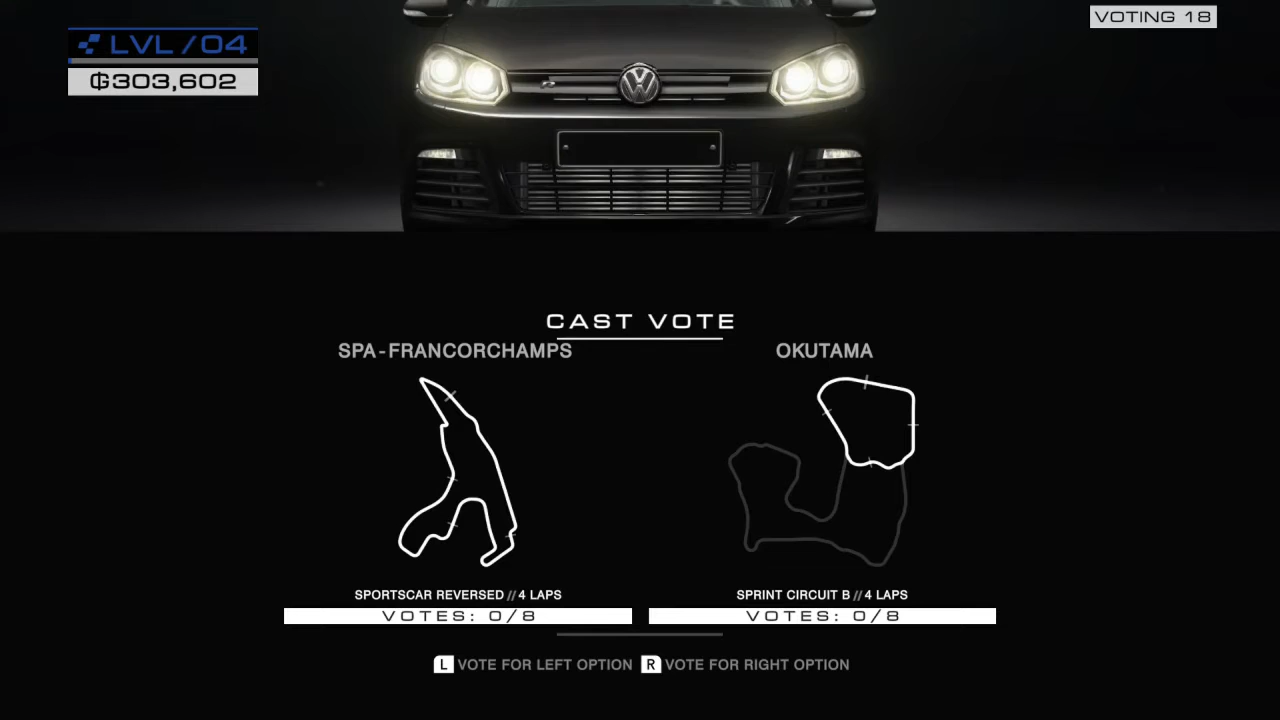 LVL/04
₲303,602
VOTING 18
CAST VOTE
SPA-FRANCORCHAMPS
OKUTAMA
SPORTSCAR REVERSED // 4 LAPS
SPRINT CIRCUIT B // 4 LAPS
VOTES: 0/8
VOTES: 0/8
L VOTE FOR LEFT OPTION R VOTE FOR RIGHT OPTION